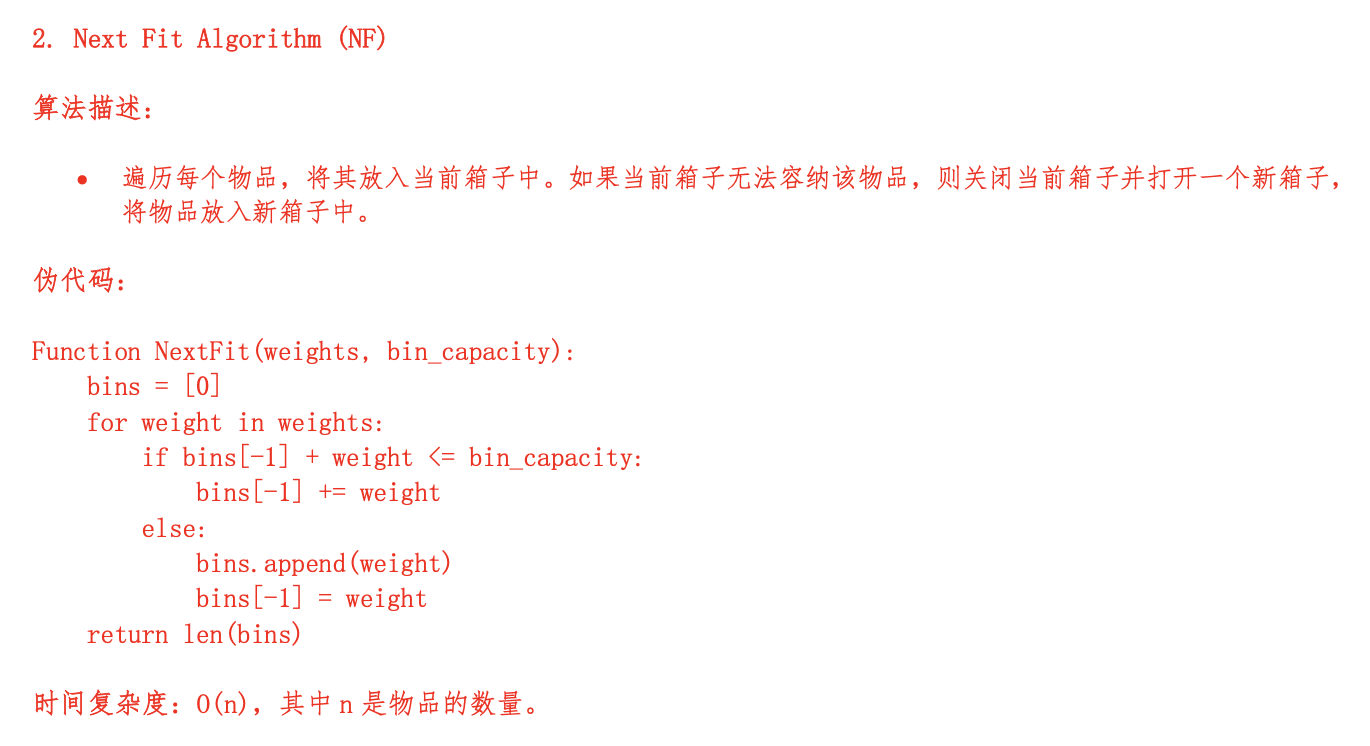 2. Next Fit Algorithm (NF)
算法描述：
• 遍历每个物品，将其放入当前箱子中。如果当前箱子无法容纳该物品，则关闭当前箱子并打开一个新箱子，
将物品放入新箱子中。
伪代码：
Function NextFit(weights, bin_capacity):
    bins = [0]
    for weight in weights:
        if bins[-1] + weight <= bin_capacity:
            bins[-1] += weight
        else:
            bins.append(weight)
            bins[-1] = weight
    return len(bins)
时间复杂度：O(n)，其中 n 是物品的数量。